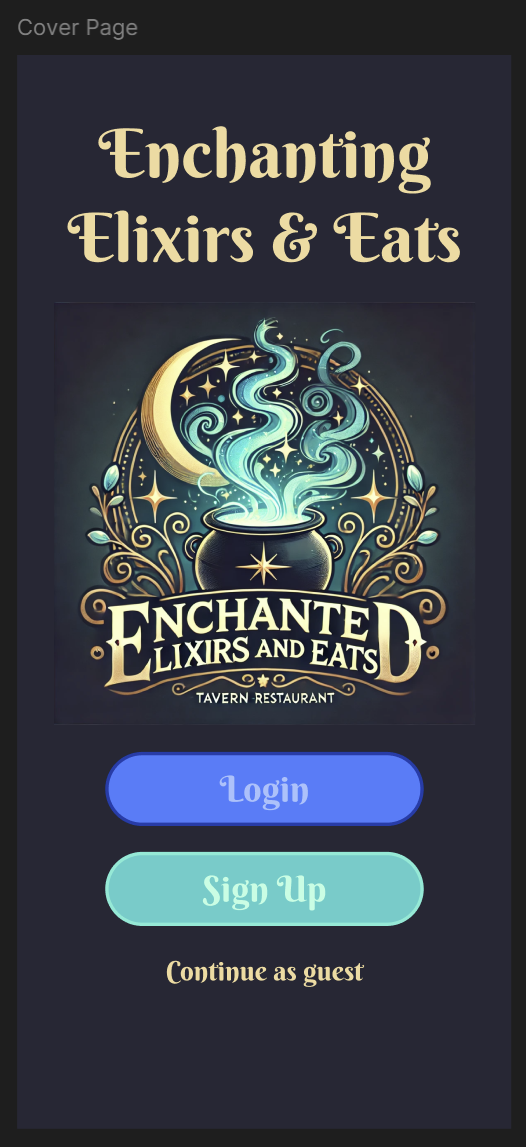 Cover Page
Enchanting
Elixirs & Eats
ENCHANTED
ELIXIRS AND EATS
TAVERN RESTAURANT
Login
Sign Up
Continue as guest